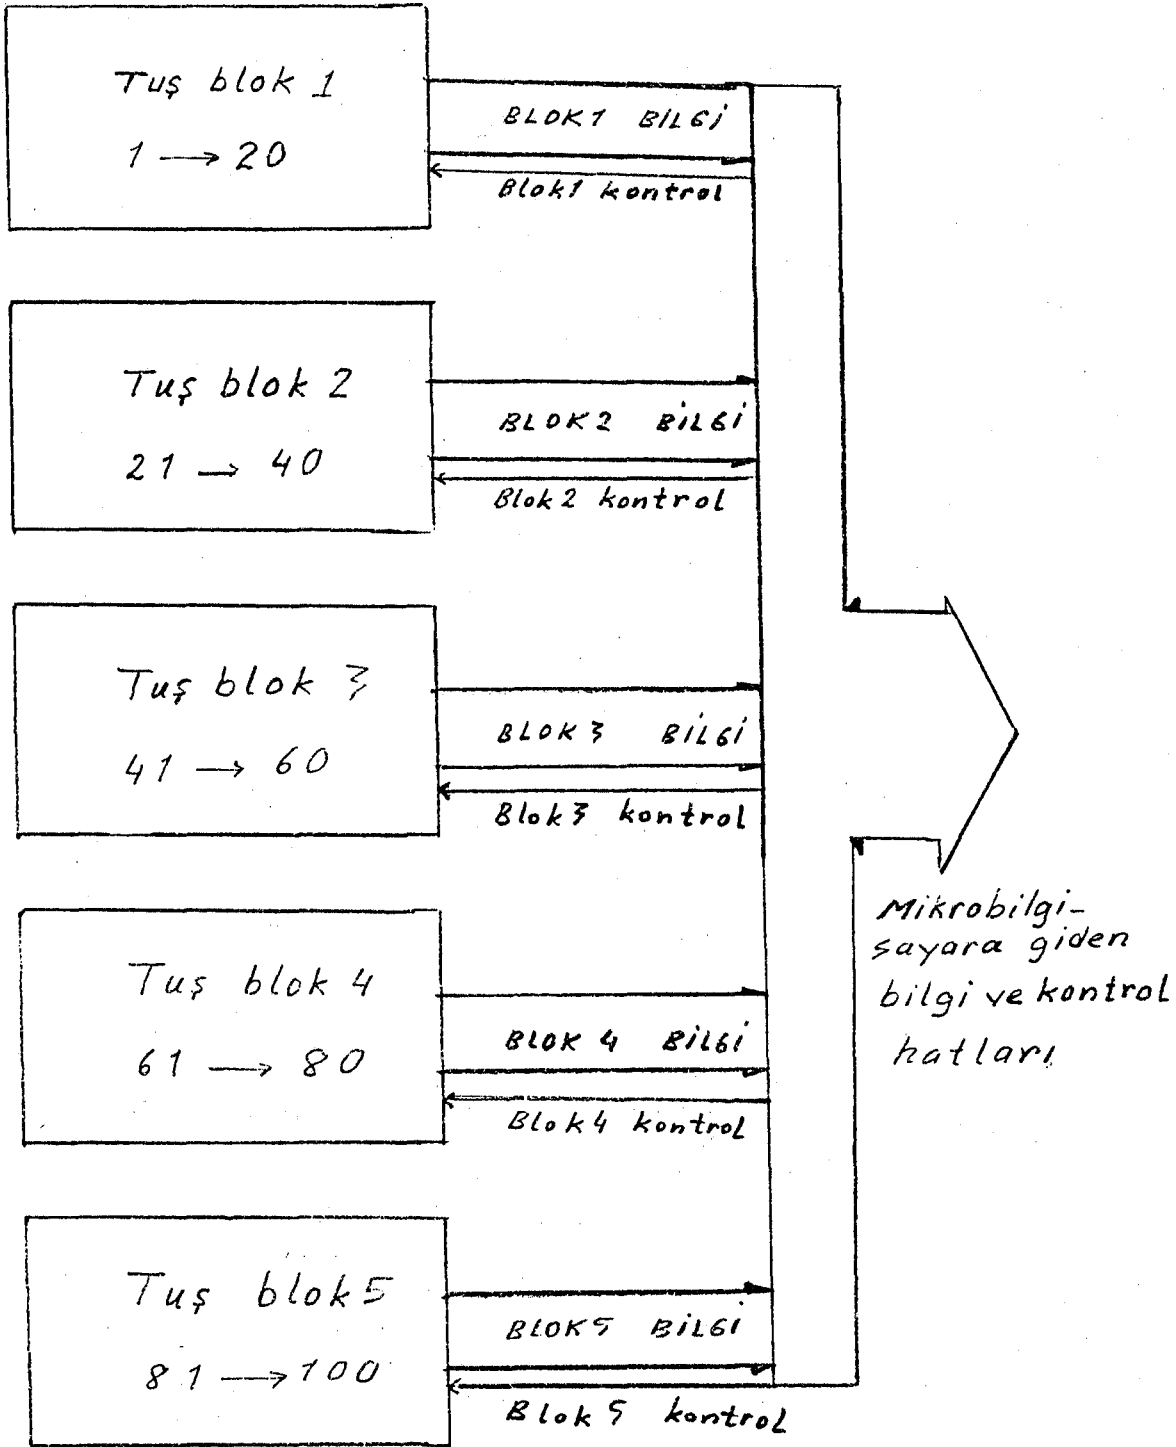 Tuş blok 1
1 → 20
BLOK1 BİLGİ
Blok1 kontrol
Tuş blok 2
21 → 40
BLOK2 BİLGİ
Blok2 kontrol
Tuş blok 3
41 → 60
BLOK3 BİLGİ
Blok3 kontrol
Tuş blok 4
61 → 80
BLOK 4 BİLGİ
Blok4 kontrol
Tuş blok5
81 → 100
BLOK5 BİLGİ
Blok5 kontrol
Mikrobilgi-
sayara giden
bilgi ve kontrol
hatları